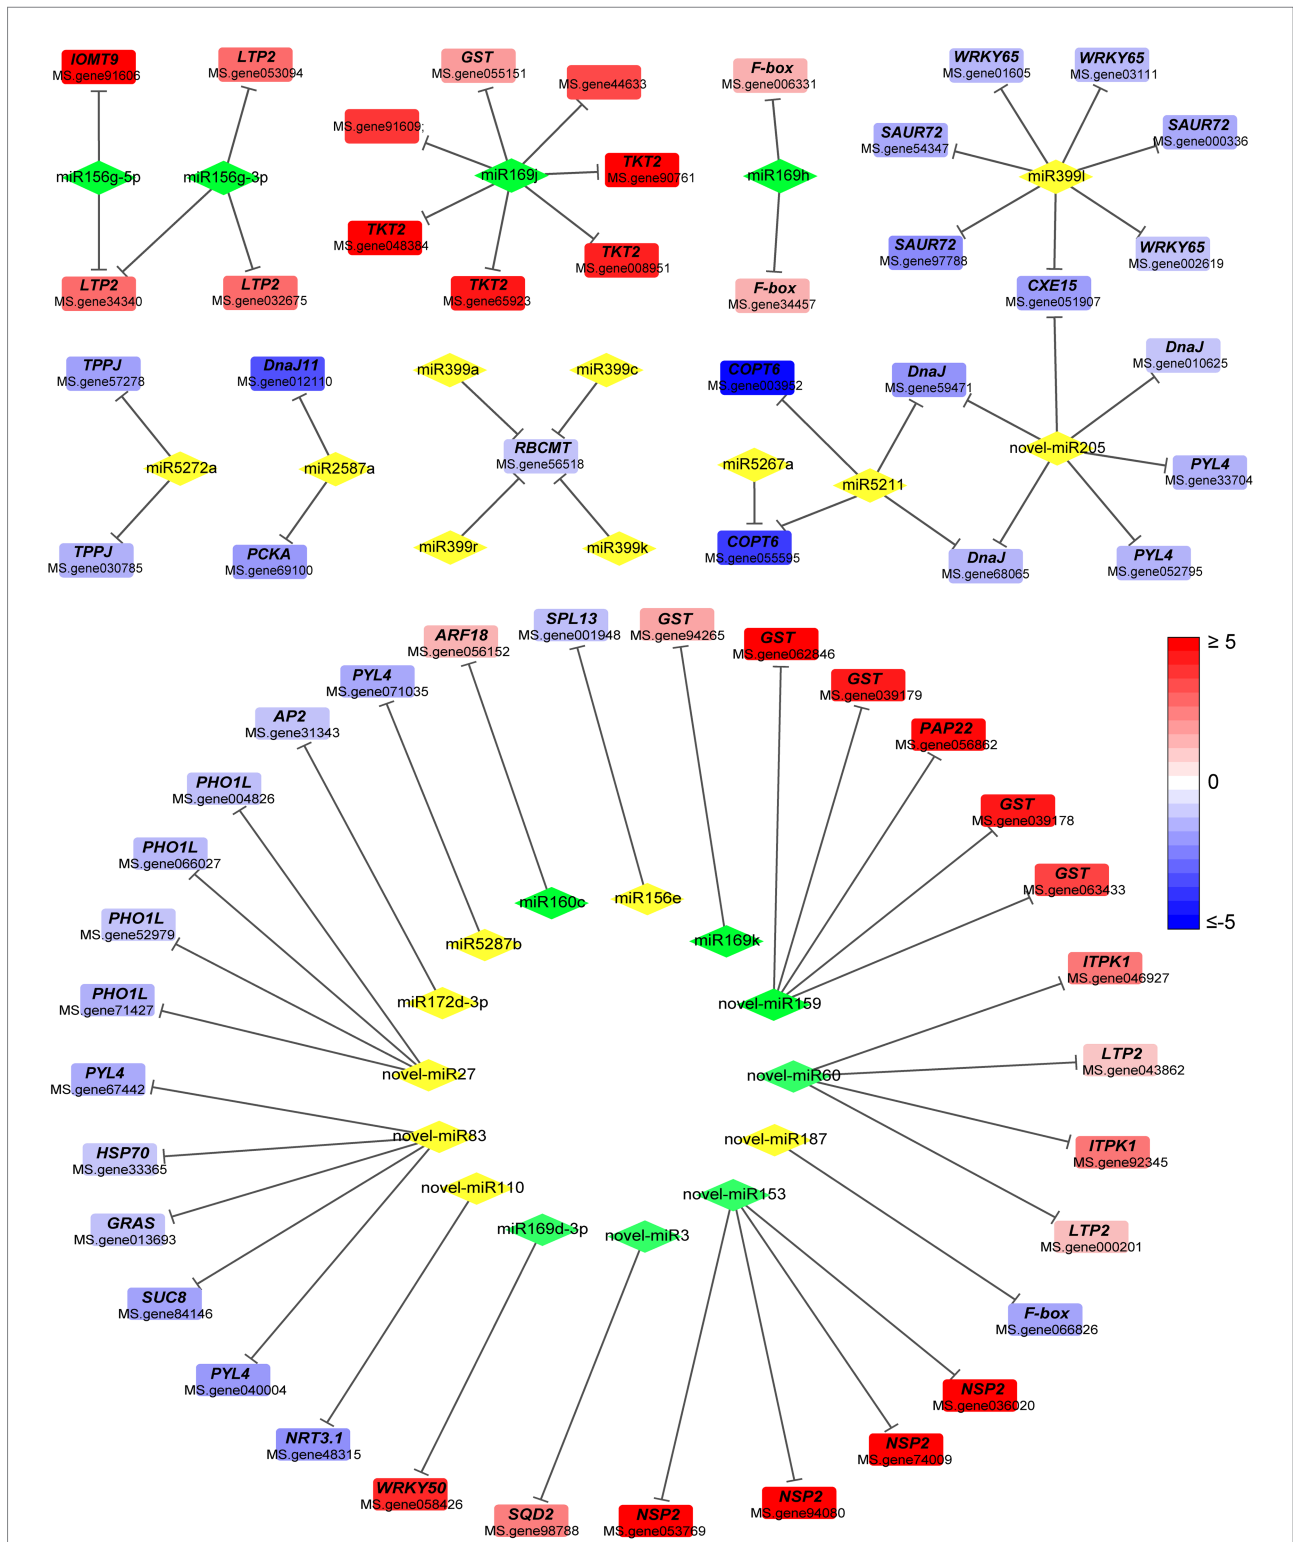 IOMT9
MS.gene91606
LTP2
MS.gene053094
GST
MS.gene055151
MS.gene44633
MS.gene91609;
F-box
MS.gene006331
WRKY65
MS.gene01605
WRKY65
MS.gene03111
SAUR72
MS.gene54347
SAUR72
MS.gene000336
miR156g-5p
miR156g-3p
miR169j
TKT2
MS.gene90761
miR169h
miR399l
TKT2
MS.gene048384
TKT2
MS.gene008951
SAUR72
MS.gene97788
WRKY65
MS.gene002619
LTP2
MS.gene34340
LTP2
MS.gene032675
TKT2
MS.gene65923
F-box
MS.gene34457
CXE15
MS.gene051907
TPPJ
MS.gene57278
DnaJ11
MS.gene012110
miR399a
miR399c
COPT6
MS.gene003952
DnaJ
MS.gene59471
DnaJ
MS.gene010625
RBCMT
MS.gene56518
novel-miR205
miR5272a
miR2587a
miR5267a
miR5211
PYL4
MS.gene33704
TPPJ
MS.gene030785
PCKA
MS.gene69100
miR399r
miR399k
COPT6
MS.gene055595
DnaJ
MS.gene68065
PYL4
MS.gene052795
ARF18
MS.gene056152
SPL13
MS.gene001948
GST
MS.gene94265
GST
MS.gene062846
≥ 5
PYL4
MS.gene071035
GST
MS.gene039179
AP2
MS.gene31343
PAP22
MS.gene056862
PHO1L
MS.gene004826
0
GST
MS.gene039178
PHO1L
MS.gene066027
GST
MS.gene063433
miR160c
miR156e
PHO1L
MS.gene52979
≤-5
miR5287b
miR169k
ITPK1
MS.gene046927
PHO1L
MS.gene71427
miR172d-3p
novel-miR159
LTP2
MS.gene043862
PYL4
MS.gene67442
novel-miR27
novel-miR60
novel-miR83
novel-miR187
HSP70
MS.gene33365
ITPK1
MS.gene92345
novel-miR110
novel-miR153
GRAS
MS.gene013693
miR169d-3p
novel-miR3
LTP2
MS.gene000201
SUC8
MS.gene84146
F-box
MS.gene066826
PYL4
MS.gene040004
NSP2
MS.gene036020
NRT3.1
MS.gene48315
NSP2
MS.gene74009
WRKY50
MS.gene058426
NSP2
MS.gene94080
SQD2
MS.gene98788
NSP2
MS.gene053769